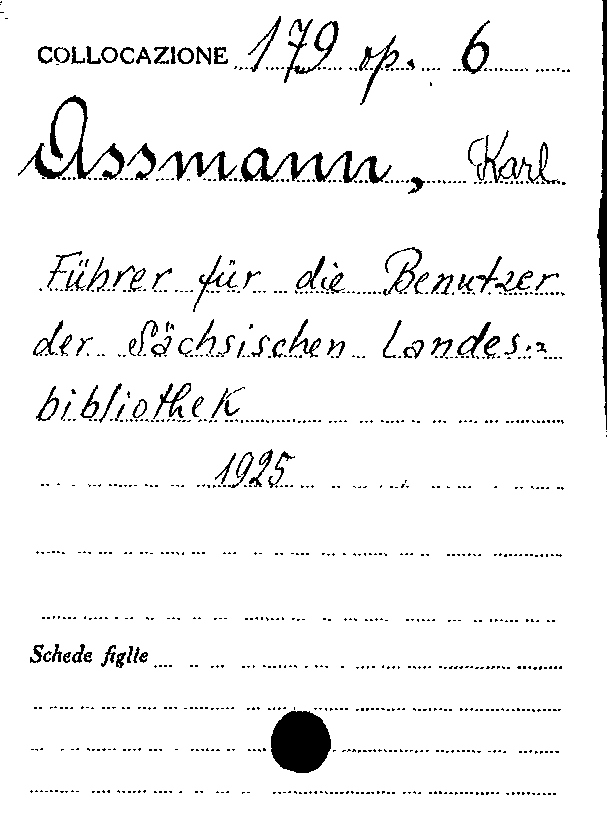 COLLOCAZIONE 179 op. 6
Assmann, Karl
Führer für die Benutzer
der Sächsischen Landes=
bibliothek
1925
Schede figlie